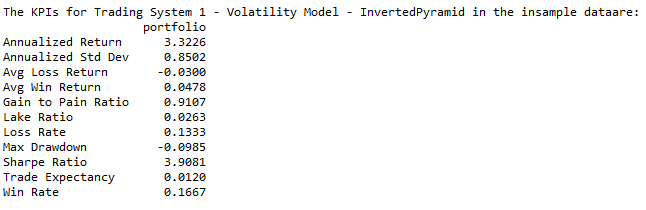 The KPIs for Trading System 1 - Volatility Model - InvertedPyramid in the insample dataare:
portfolio
Annualized Return 3.3226
Annualized Std Dev 0.8502
Avg Loss Return -0.0300
Avg Win Return 0.0478
Gain to Pain Ratio 0.9107
Lake Ratio 0.0263
Loss Rate 0.1333
Max Drawdown -0.0985
Sharpe Ratio 3.9081
Trade Expectancy 0.0120
Win Rate 0.1667